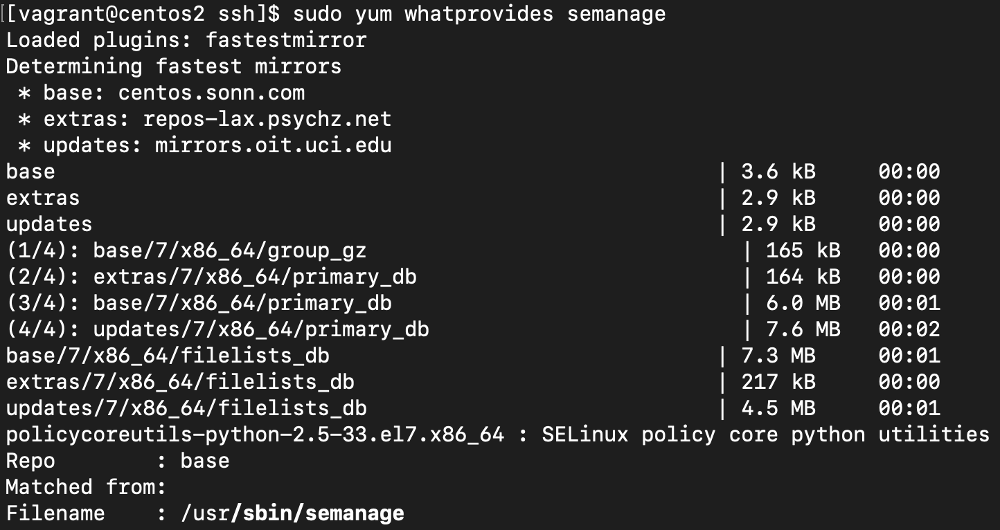 [[vagrant@centos2 ssh]$ sudo yum whatprovides semanage
Loaded plugins: fastestmirror
Determining fastest mirrors
 * base: centos.sonn.com
 * extras: repos-lax.psychz.net
 * updates: mirrors.oit.uci.edu
base                                                         | 3.6 kB     00:00
extras                                                       | 2.9 kB     00:00
updates                                                      | 2.9 kB     00:00
(1/4): base/7/x86_64/group_gz                                  | 165 kB   00:00
(2/4): extras/7/x86_64/primary_db                              | 164 kB   00:00
(3/4): base/7/x86_64/primary_db                                | 6.0 MB   00:01
(4/4): updates/7/x86_64/primary_db                             | 7.6 MB   00:02
base/7/x86_64/filelists_db                                   | 7.3 MB     00:01
extras/7/x86_64/filelists_db                                 | 217 kB     00:00
updates/7/x86_64/filelists_db                                | 4.5 MB     00:01
policycoreutils-python-2.5-33.el7.x86_64 : SELinux policy core python utilities
Repo        : base
Matched from:
Filename    : /usr/sbin/semanage